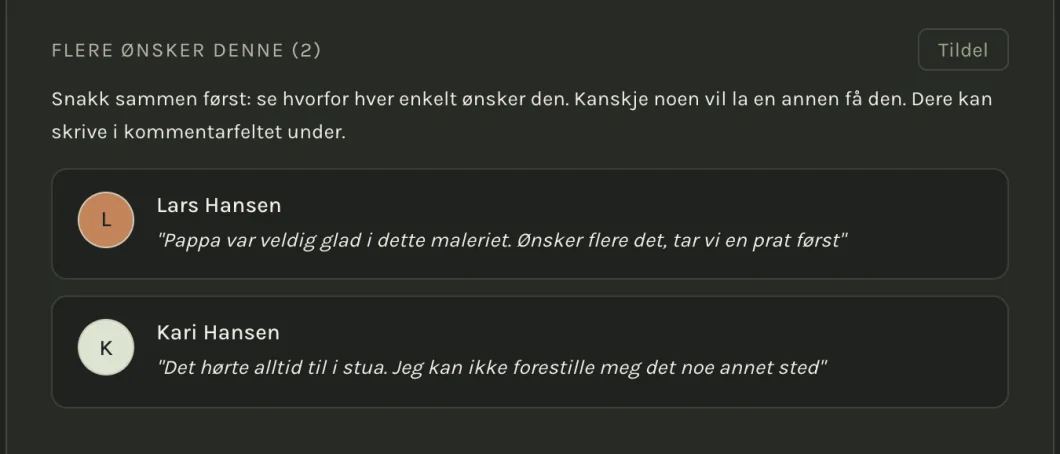 FLERE ØNSKER DENNE (2)
Tildel
Snakk sammen først: se hvorfor hver enkelt ønsker den. Kanskje noen vil la en annen få den. Dere kan
skrive i kommentarfeltet under.
L
Lars Hansen
"Pappa var veldig glad i dette maleriet. Ønsker flere det, tar vi en prat først"
K
Kari Hansen
"Det hørte alltid til i stua. Jeg kan ikke forestille meg det noe annet sted"